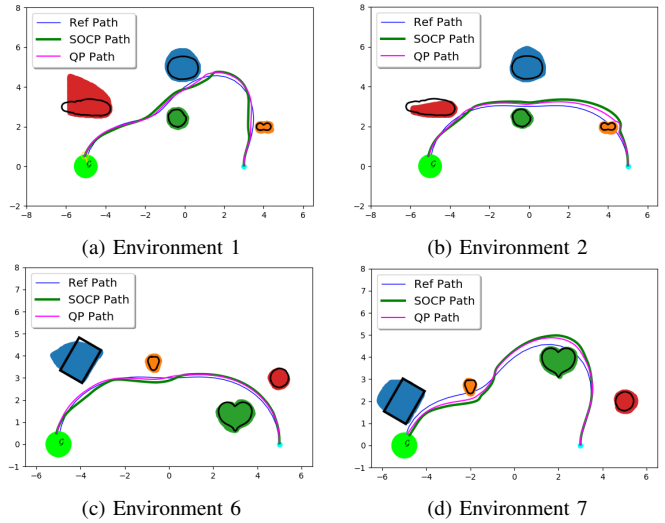 Ref Path
SOCP Path
QP Path
8
6
4
2
0
−2
−8 −6 −4 −2 0 2 4 6
(a) Environment 1
Ref Path
SOCP Path
QP Path
8
6
4
2
0
−2
−8 −6 −4 −2 0 2 4 6
(b) Environment 2
Ref Path
SOCP Path
QP Path
8
7
6
5
4
3
2
1
0
−1
−6 −4 −2 0 2 4 6
(c) Environment 6
Ref Path
SOCP Path
QP Path
8
7
6
5
4
3
2
1
0
−1
−6 −4 −2 0 2 4 6
(d) Environment 7